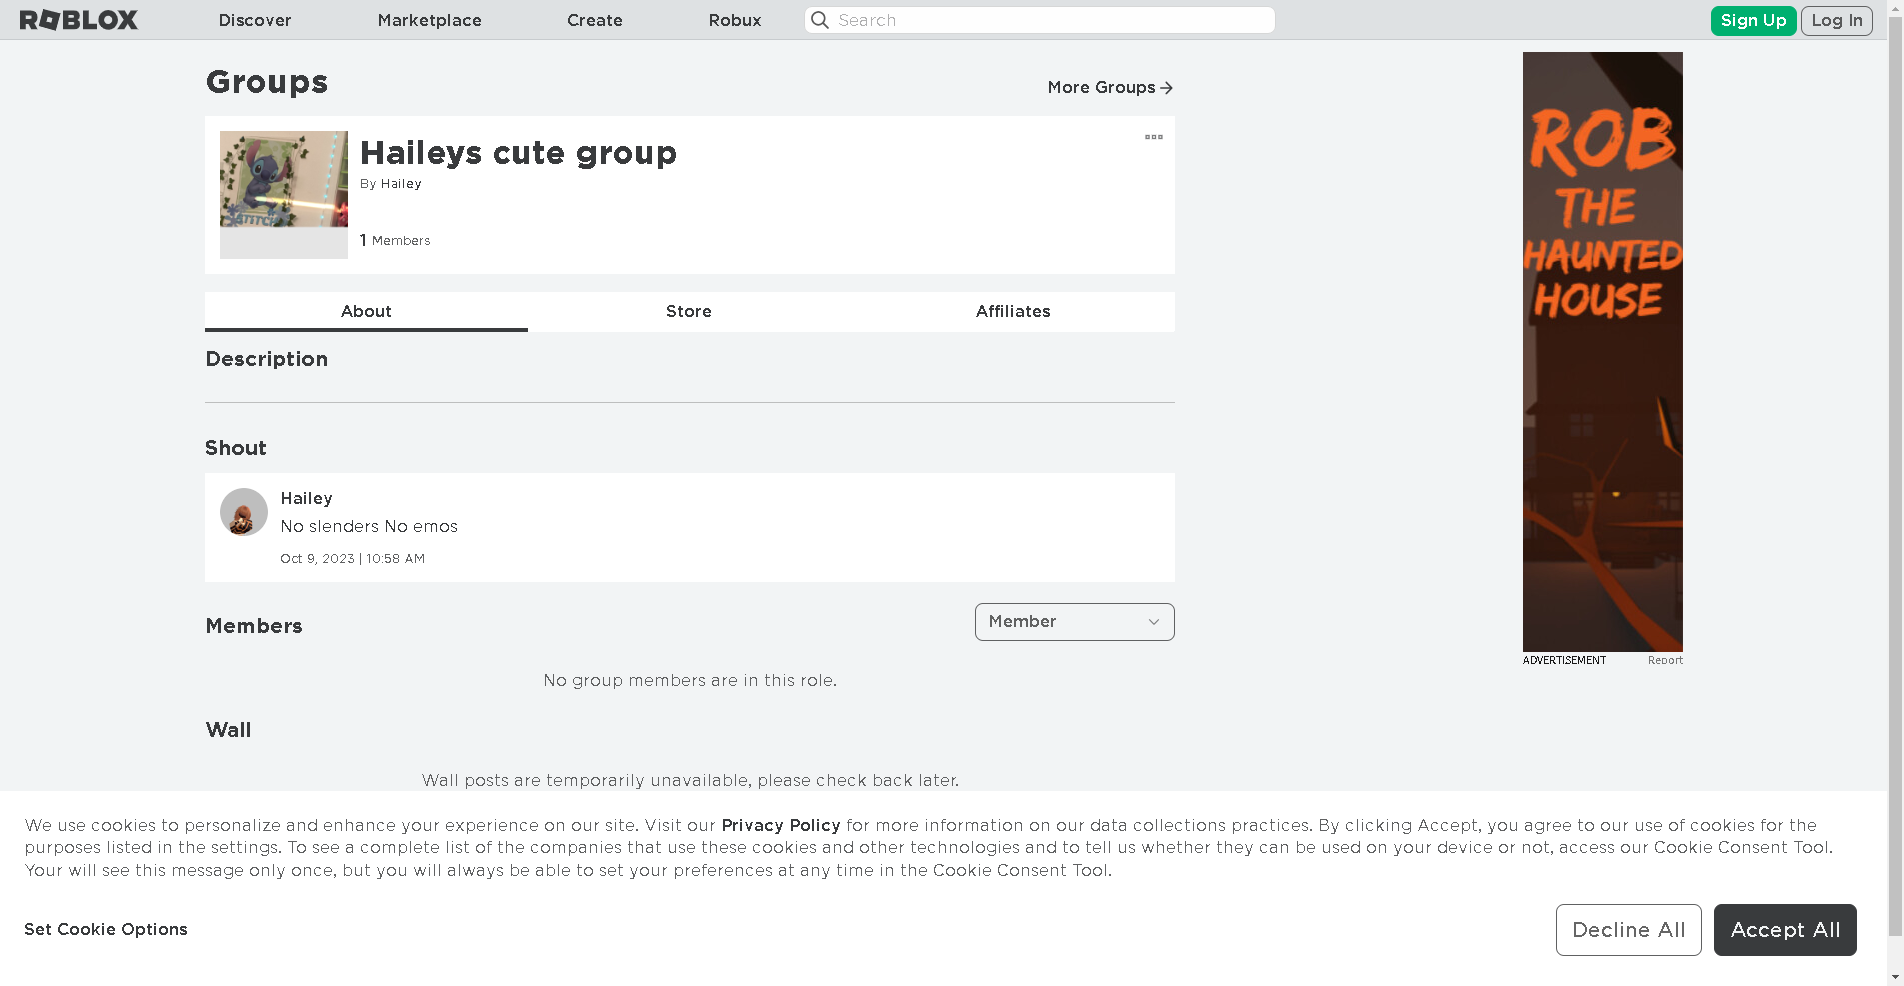 ROBLOX
Discover
Marketplace
Create
Robux
Search
Sign Up
Log In
Groups
More Groups
Haileys cute group
By Hailey
1 Members
About
Store
Affiliates
Description
Shout
Hailey
No slenders No emos
Oct 9, 2023 | 10:58 AM
Members
Member
No group members are in this role.
Wall
Wall posts are temporarily unavailable, please check back later.
ROB
THE
HAUNTED
HOUSE
ADVERTISEMENT
Report
We use cookies to personalize and enhance your experience on our site. Visit our Privacy Policy for more information on our data collections practices. By clicking Accept, you agree to our use of cookies for the
purposes listed in the settings. To see a complete list of the companies that use these cookies and other technologies and to tell us whether they can be used on your device or not, access our Cookie Consent Tool.
Your will see this message only once, but you will always be able to set your preferences at any time in the Cookie Consent Tool.
Set Cookie Options
Decline All
Accept All